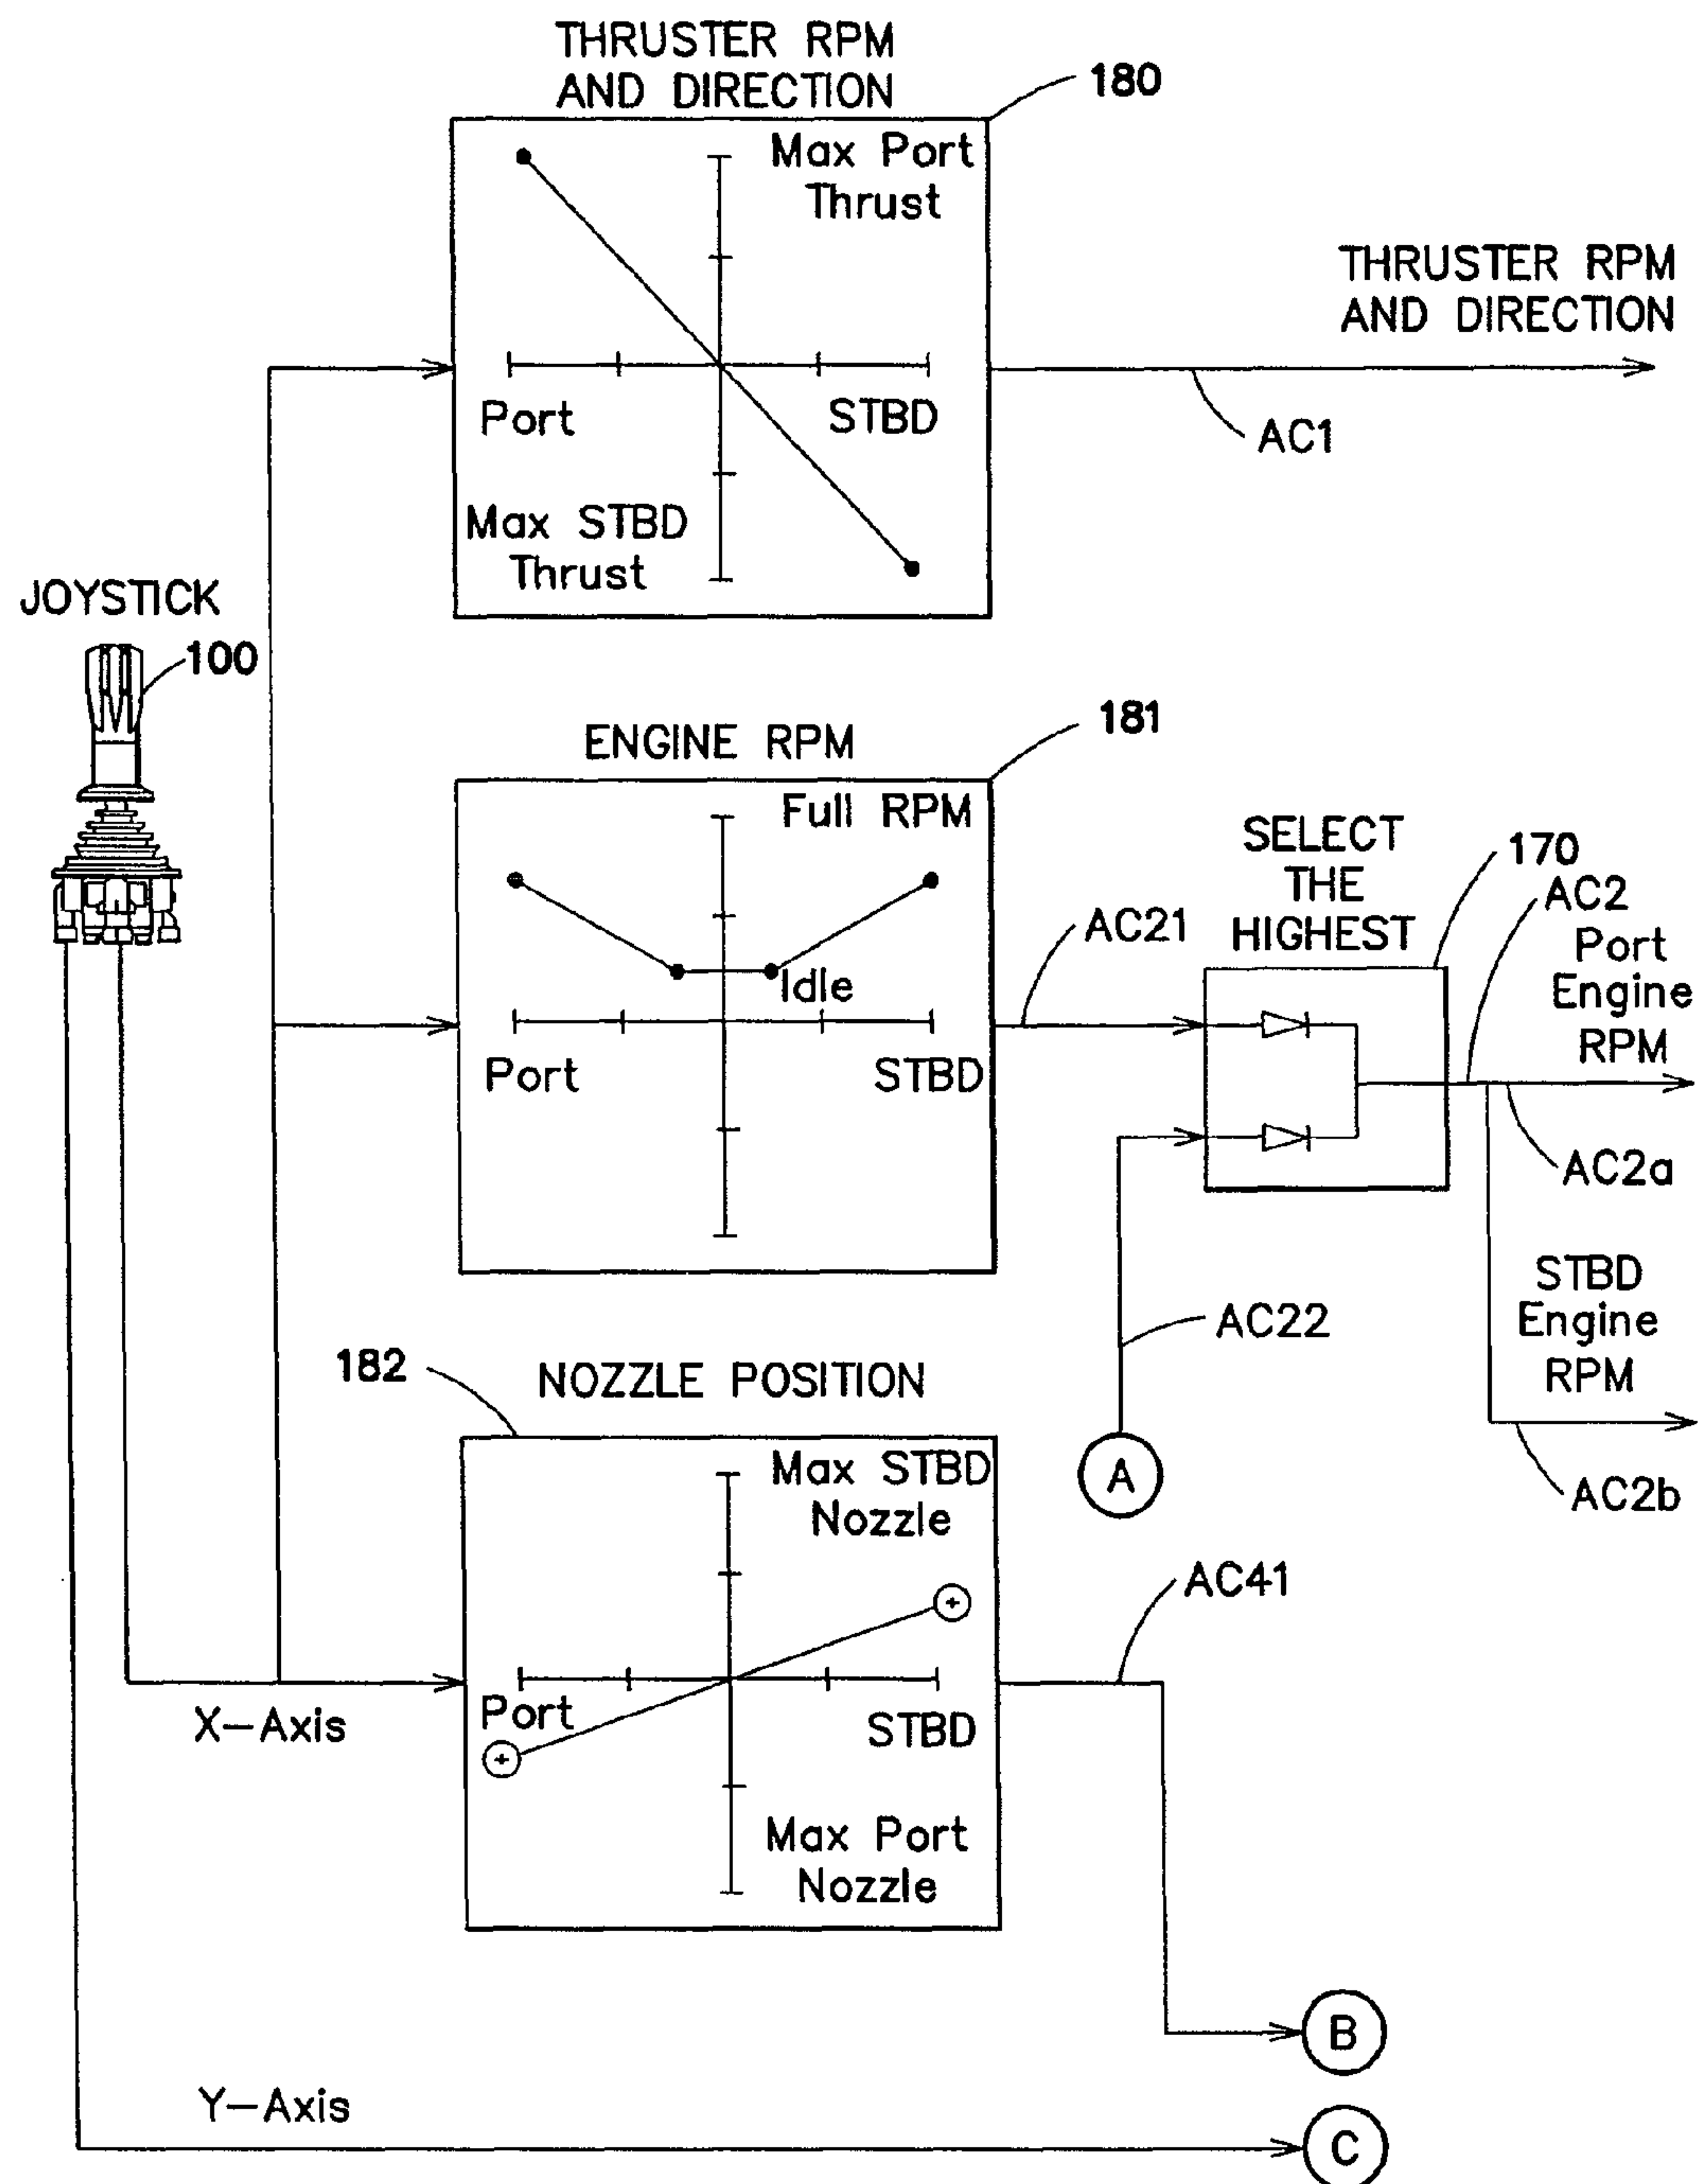 THRUSTER RPM
AND DIRECTION
180
Max Port
Thrust
Port
STBD
Max STBD
Thrust
THRUSTER RPM
AND DIRECTION
AC1
JOYSTICK
100
ENGINE RPM
181
Full RPM
Idle
Port
STBD
AC21
SELECT
THE
HIGHEST
170
AC2
Port
Engine
RPM
AC2a
STBD
Engine
RPM
AC2b
AC22
A
182
NOZZLE POSITION
Max STBD
Nozzle
Port
STBD
Max Port
Nozzle
AC41
X-Axis
B
Y-Axis
C